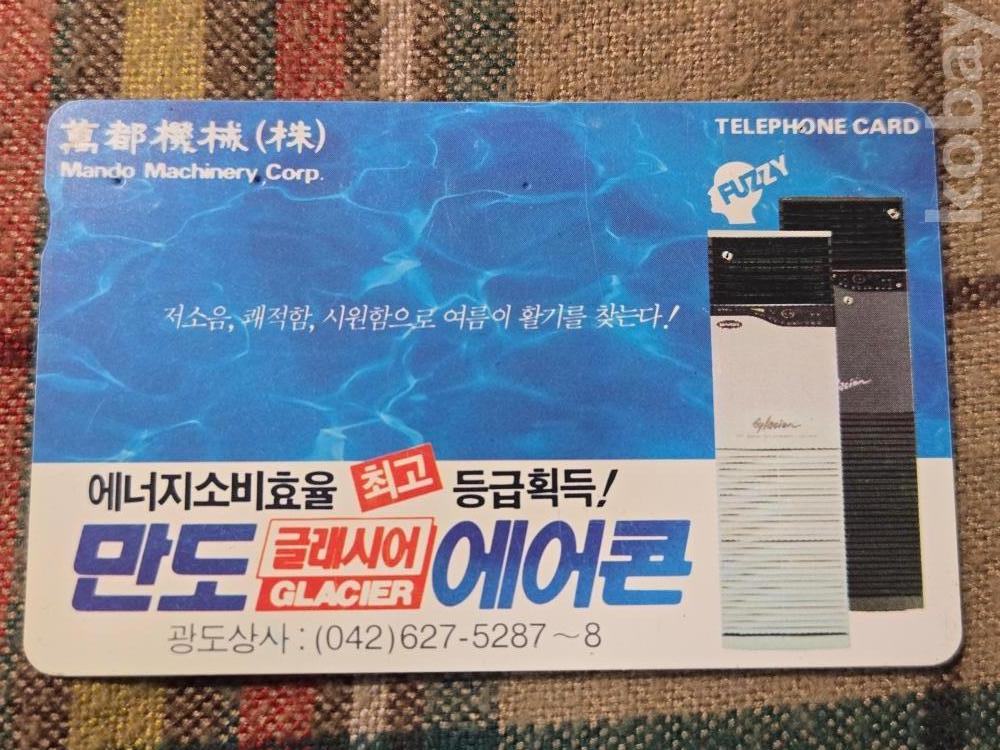 萬都機械(株)
Mando Machinery Corp.
TELEPHONE CARD
FUZZY
저소음, 쾌적함, 시원함으로 여름이 활기를 찾는다!
에너지소비효율 최고 등급획득!
만도 글래시어 에어콘
GLACIER
광도상사 : (042)627-5287~8
kobay